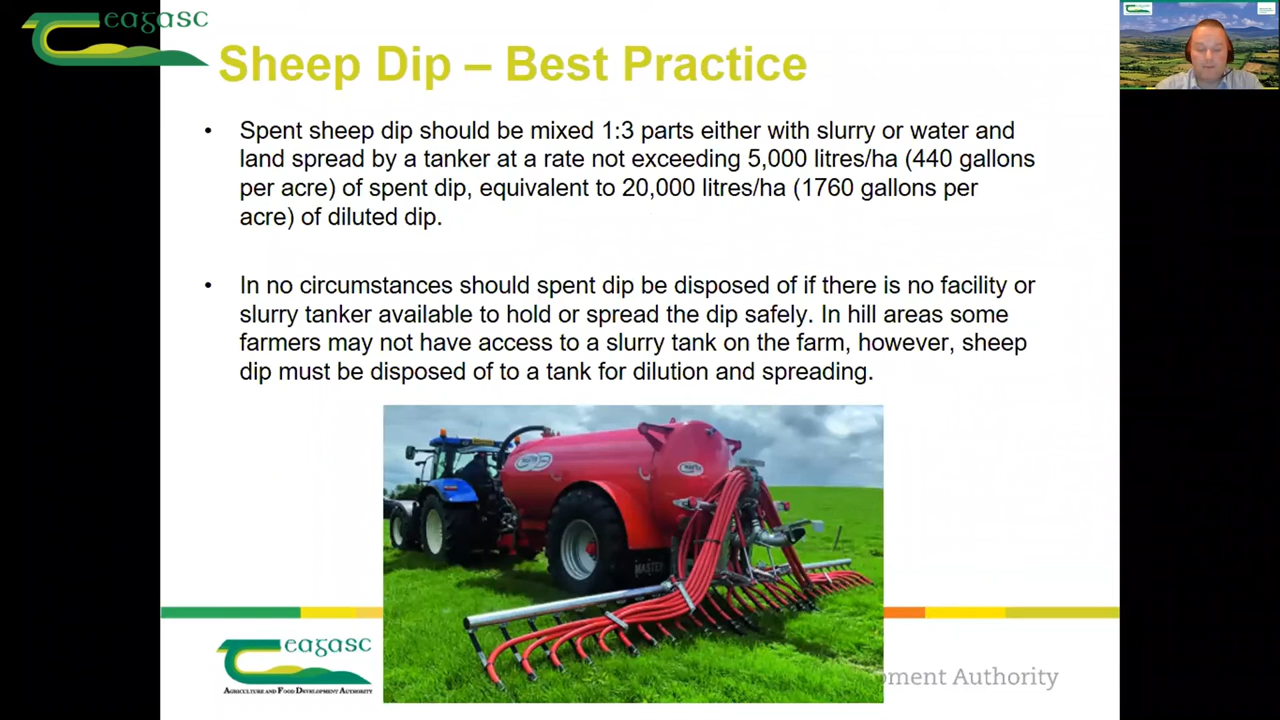 eagasc
Sheep Dip – Best Practice
• Spent sheep dip should be mixed 1:3 parts either with slurry or water and
land spread by a tanker at a rate not exceeding 5,000 litres/ha (440 gallons
per acre) of spent dip, equivalent to 20,000 litres/ha (1760 gallons per
acre) of diluted dip.
• In no circumstances should spent dip be disposed of if there is no facility or
slurry tanker available to hold or spread the dip safely. In hill areas some
farmers may not have access to a slurry tank on the farm, however, sheep
dip must be disposed of to a tank for dilution and spreading.
MASTER
eagasc
AGRICULTURE AND FOOD DEVELOPMENT AUTHORITY
pment Authority